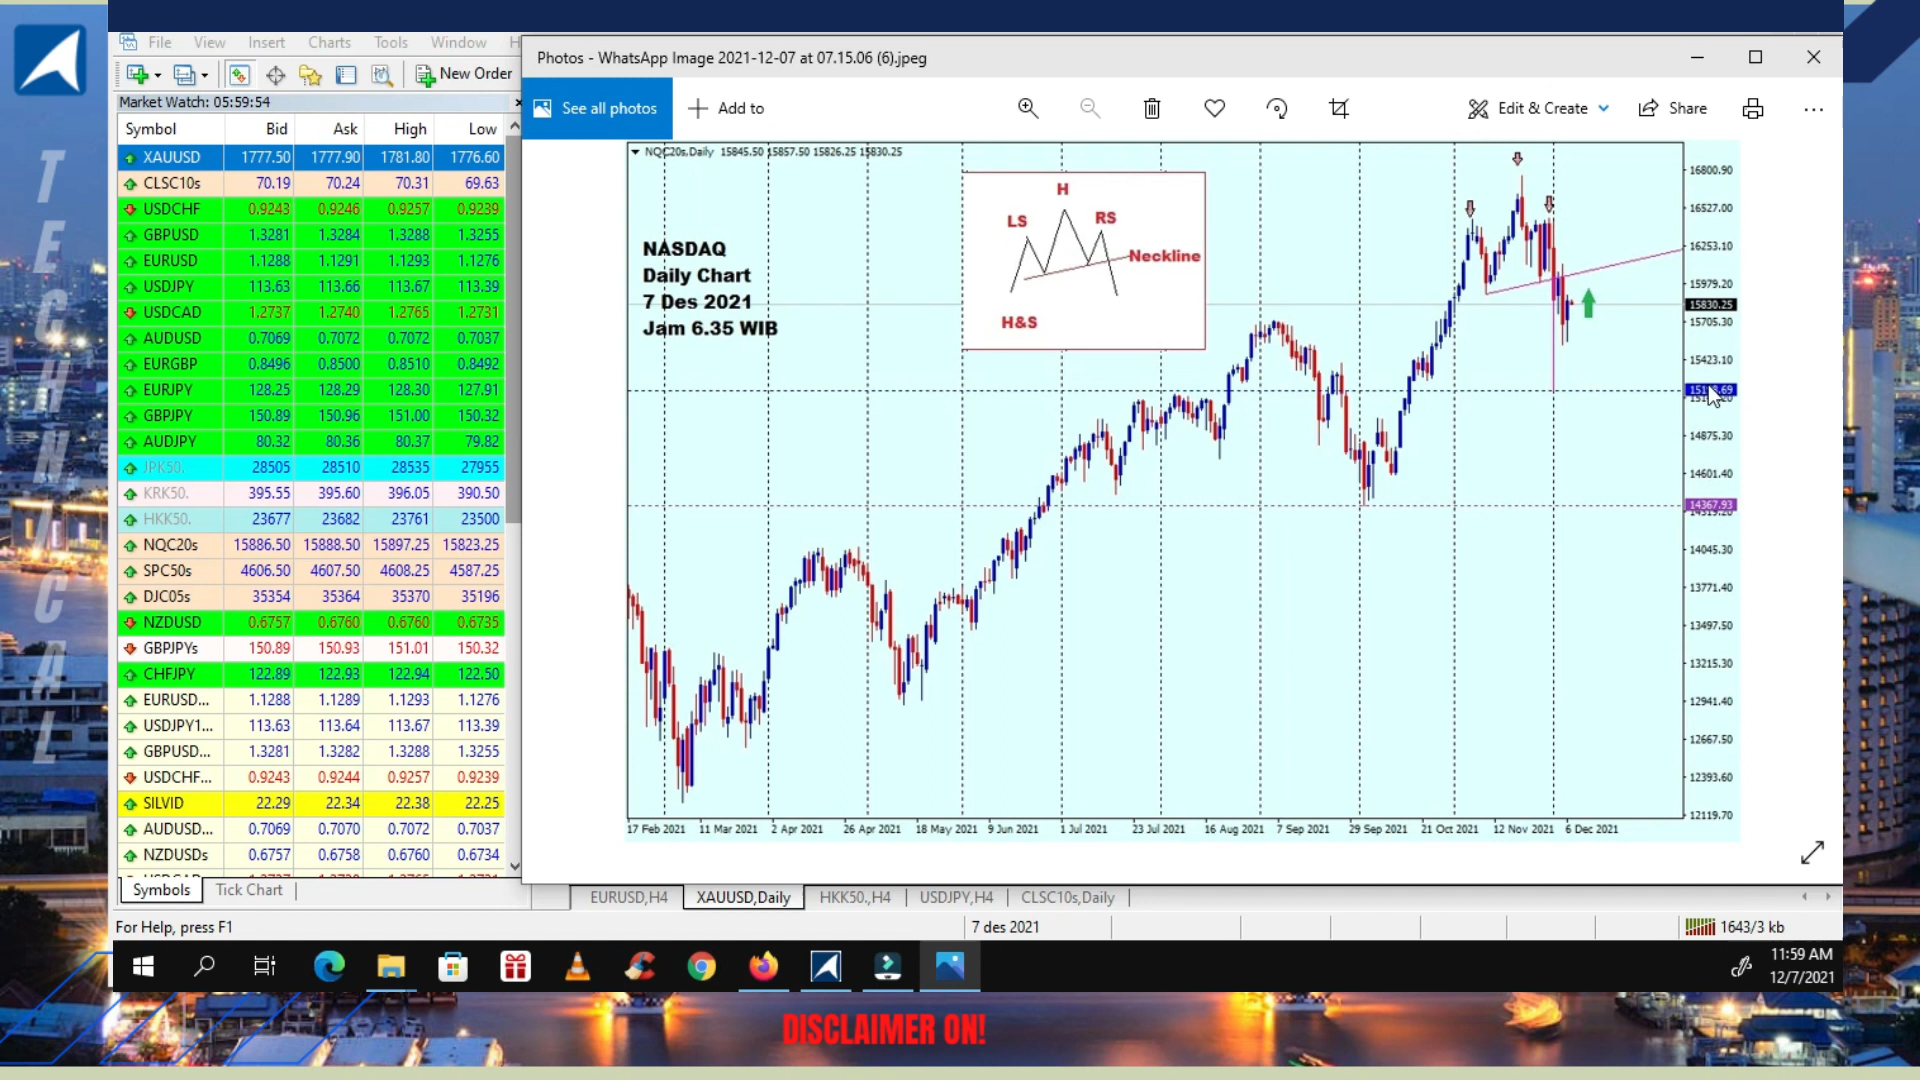 TECHNICAL
File View Insert Charts Tools Window H
New Order
Market Watch: 05:59:54
Symbol Bid Ask High Low
XAUUSD 1777.50 1777.90 1781.80 1776.60
CLSC10s 70.19 70.24 70.31 69.63
USDCHF 0.9243 0.9246 0.9257 0.9239
GBPUSD 1.3281 1.3284 1.3288 1.3255
EURUSD 1.1288 1.1291 1.1293 1.1276
USDJPY 113.63 113.66 113.67 113.39
USDCAD 1.2737 1.2740 1.2765 1.2731
AUDUSD 0.7069 0.7072 0.7072 0.7037
EURGBP 0.8496 0.8500 0.8510 0.8492
EURJPY 128.25 128.29 128.30 127.91
GBPJPY 150.89 150.96 151.00 150.32
AUDJPY 80.32 80.36 80.37 79.82
JPK50. 28505 28510 28535 27955
KRK50. 395.55 395.60 396.05 390.50
HKK50. 23677 23682 23761 23500
NQC20s 15886.50 15888.50 15897.25 15823.25
SPC50s 4606.50 4607.50 4608.25 4587.25
DJC05s 35354 35364 35370 35196
NZDUSD 0.6757 0.6760 0.6760 0.6735
GBPJPYs 150.89 150.93 151.01 150.32
CHFJPY 122.89 122.93 122.94 122.50
EURUSD... 1.1288 1.1289 1.1293 1.1276
USDJPY1... 113.63 113.64 113.67 113.39
GBPUSD... 1.3281 1.3282 1.3288 1.3255
USDCHF... 0.9243 0.9244 0.9257 0.9239
SILVID 22.29 22.34 22.38 22.25
AUDUSD... 0.7069 0.7070 0.7072 0.7037
NZDUSDs 0.6757 0.6758 0.6760 0.6734
Symbols Tick Chart
Photos - WhatsApp Image 2021-12-07 at 07.15.06 (6).jpeg
See all photos Add to Edit & Create Share
NQC20s,Daily 15845.50 15857.50 15826.25 15830.25
NASDAQ
Daily Chart
7 Des 2021
Jam 6.35 WIB
H
LS RS
Neckline
H&S
16800.90
16527.00
16253.10
15979.20
15830.25
15705.30
15423.10
14875.30
14601.40
14367.93
14045.30
13771.40
13497.50
13215.30
12941.40
12667.50
12393.60
12119.70
17 Feb 2021 11 Mar 2021 2 Apr 2021 26 Apr 2021 18 May 2021 9 Jun 2021 1 Jul 2021 23 Jul 2021 16 Aug 2021 7 Sep 2021 29 Sep 2021 21 Oct 2021 12 Nov 2021 6 Dec 2021
EURUSD,H4 XAUUSD,Daily HKK50.,H4 USDJPY,H4 CLSC10s,Daily
For Help, press F1 7 des 2021 1643/3 kb
11:59 AM
12/7/2021
DISCLAIMER ON!